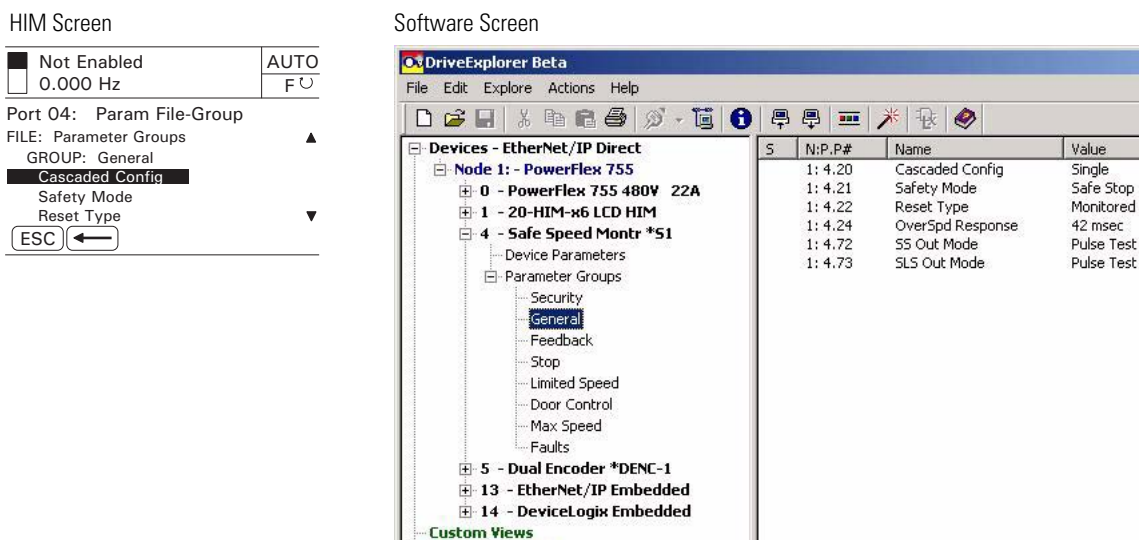 HIM Screen
Not Enabled
AUTO
0.000 Hz
F
Port 04: Param File-Group
FILE: Parameter Groups
GROUP: General
Cascaded Config
Safety Mode
Reset Type
ESC
Software Screen
DriveExplorer Beta
File Edit Explore Actions Help
Devices - EtherNet/IP Direct
Node 1: - PowerFlex 755
0 - PowerFlex 755 480V 22A
1 - 20-HIM-x6 LCD HIM
4 - Safe Speed Montr *S1
Device Parameters
Parameter Groups
Security
General
Feedback
Stop
Limited Speed
Door Control
Max Speed
Faults
5 - Dual Encoder *DENC-1
13 - EtherNet/IP Embedded
14 - DeviceLogix Embedded
Custom Views
S N:P.P# Name Value
1: 4.20 Cascaded Config Single
1: 4.21 Safety Mode Safe Stop
1: 4.22 Reset Type Monitored
1: 4.24 OverSpd Response 42 msec
1: 4.72 SS Out Mode Pulse Test
1: 4.73 SLS Out Mode Pulse Test